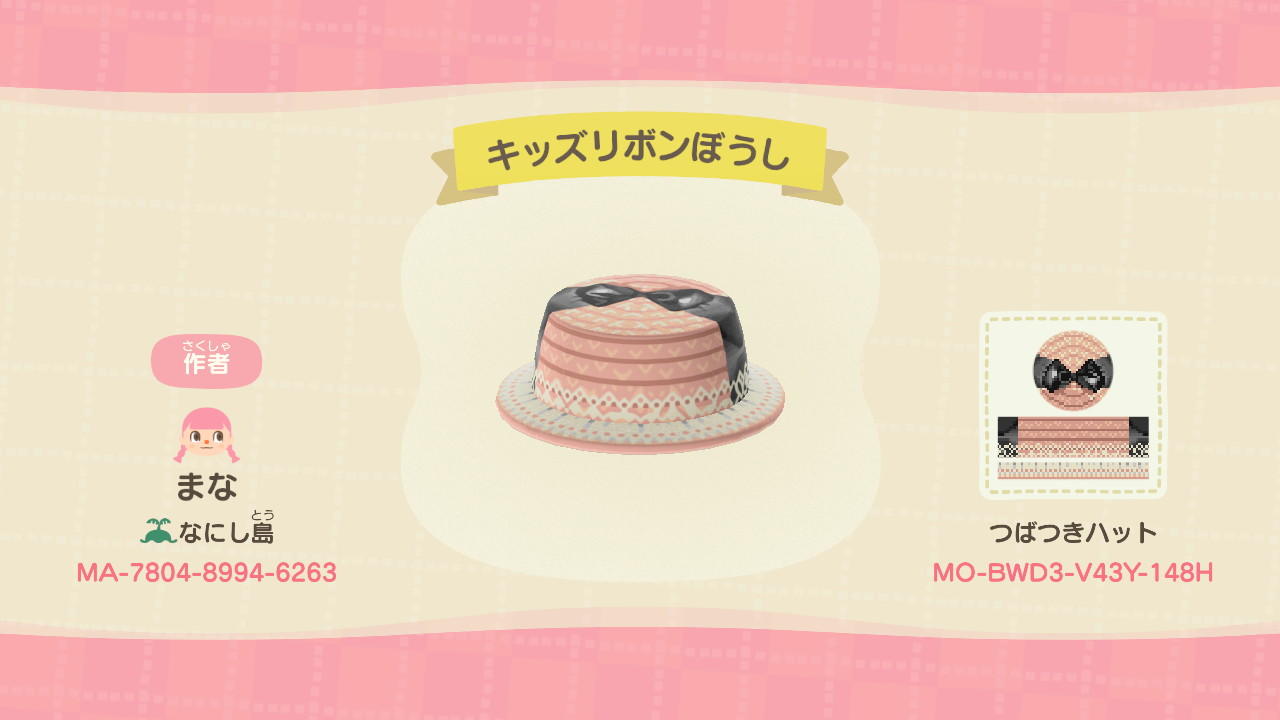 キッズリボンぼうし
さくしゃ
作者
まな
とう
なにし島
MA-7804-8994-6263
つばつきハット
MO-BWD3-V43Y-148H